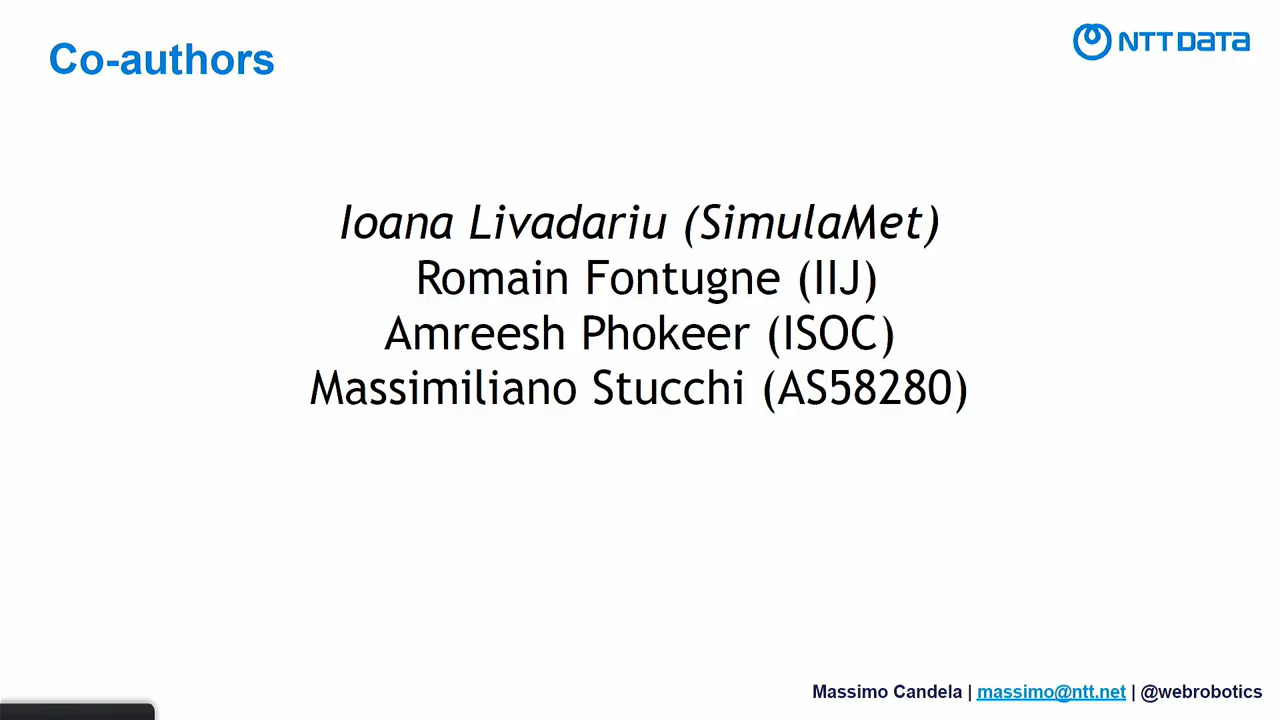 Co-authors
NTT DATA
Ioana Livadariu (SimulaMet)
Romain Fontugne (IIJ)
Amreesh Phokeer (ISOC)
Massimiliano Stucchi (AS58280)
Massimo Candela | massimo@ntt.net | @webrobotics